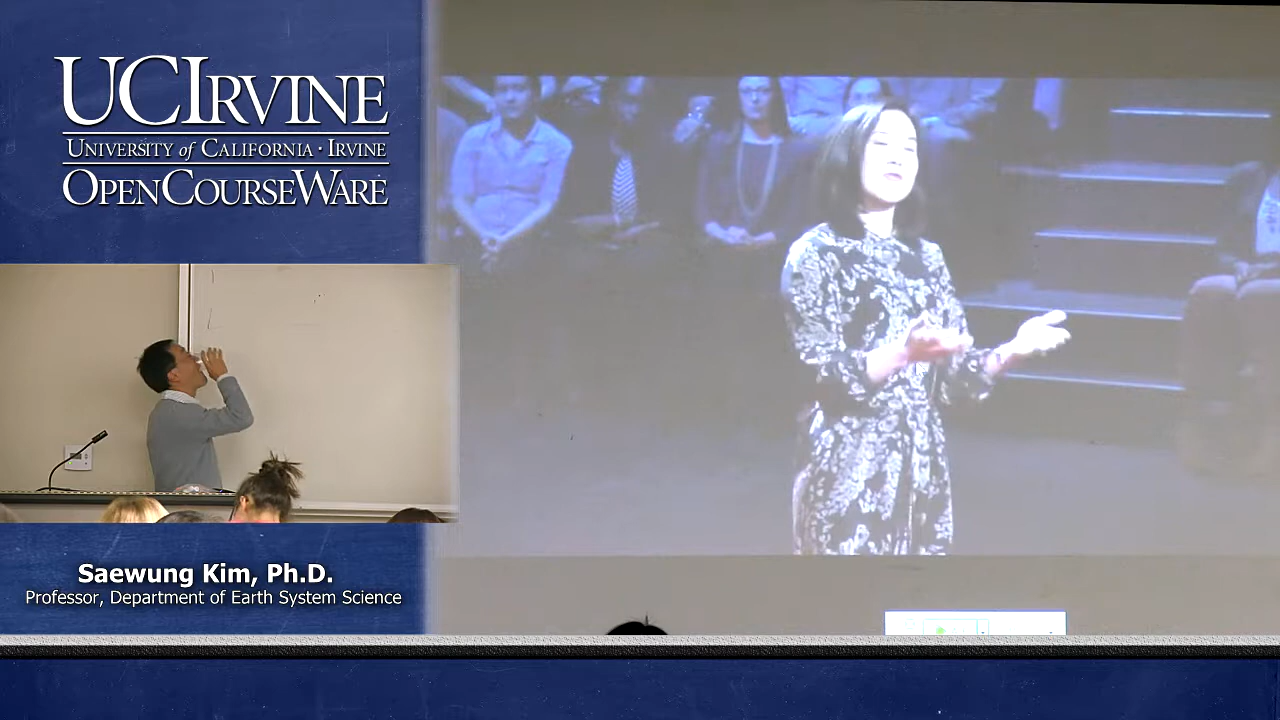 UCIRVINE
UNIVERSITY of CALIFORNIA · IRVINE
OPENCOURSEWARE
Saewung Kim, Ph.D.
Professor, Department of Earth System Science